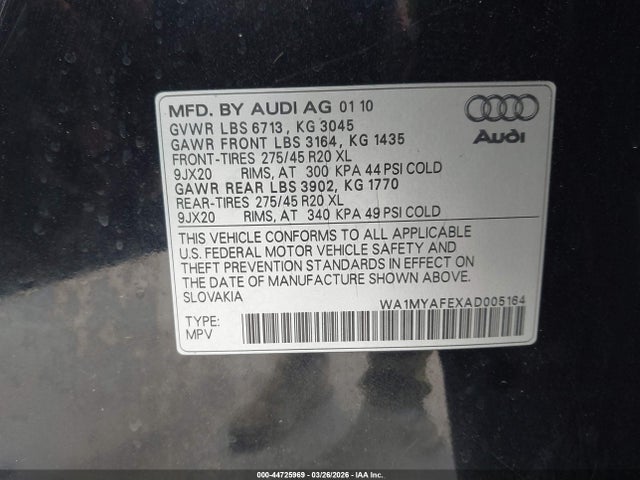 MFD. BY AUDI AG 01 10
GVWR LBS 6713, KG 3045
GAWR FRONT LBS 3164, KG 1435
FRONT-TIRES 275/45 R20 XL
9JX20 RIMS, AT 300 KPA 44 PSI COLD
GAWR REAR LBS 3902, KG 1770
REAR-TIRES 275/45 R20 XL
9JX20 RIMS, AT 340 KPA 49 PSI COLD
Audi
THIS VEHICLE CONFORMS TO ALL APPLICABLE
U.S. FEDERAL MOTOR VEHICLE SAFETY AND
THEFT PREVENTION STANDARDS IN EFFECT ON
THE DATE OF MANUFACTURE SHOWN ABOVE.
SLOVAKIA
WA1MYAFEXAD005164
TYPE:
MPV
000-44725969 | 03/26/2026 | IAA Inc.